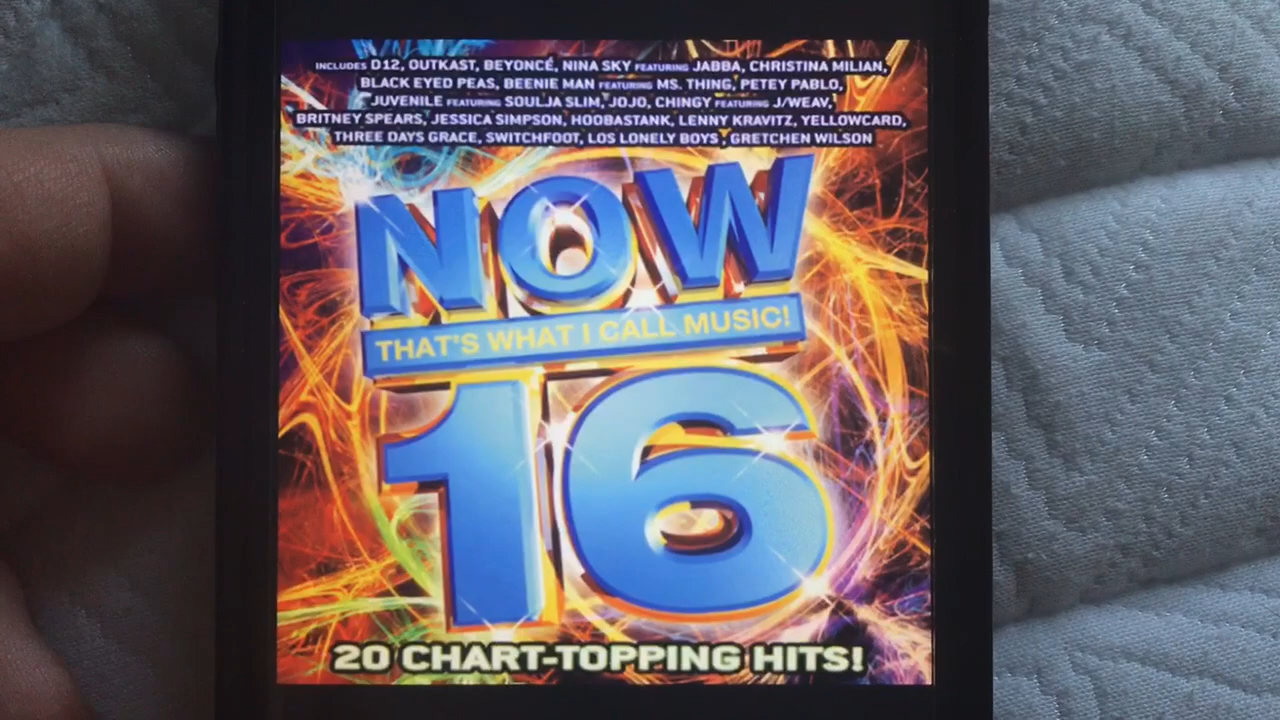 INCLUDES D12, OUTKAST, BEYONCÉ, NINA SKY FEATURING JABBA, CHRISTINA MILIAN,
BLACK EYED PEAS, BEENIE MAN FEATURING MS. THING, PETEY PABLO,
JUVENILE FEATURING SOULJA SLIM, JOJO, CHINGY FEATURING J/WEAV,
BRITNEY SPEARS, JESSICA SIMPSON, HOOBASTANK, LENNY KRAVITZ, YELLOWCARD,
THREE DAYS GRACE, SWITCHFOOT, LOS LONELY BOYS , GRETCHEN WILSON
NOW
THAT'S WHAT I CALL MUSIC!
16
20 CHART-TOPPING HITS!